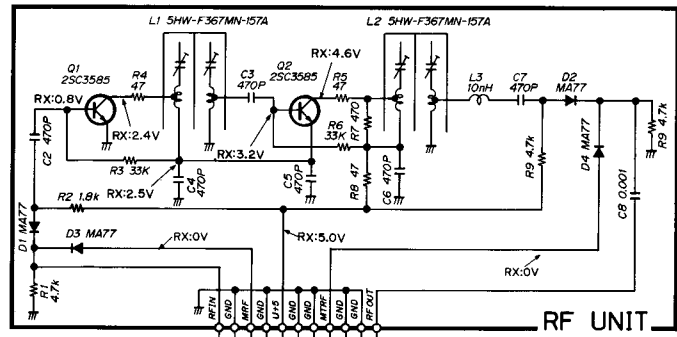 L1 5HW-F367MN-157A
L2 5HW-F367MN-157A
Q1
2SC3585
R4
47
C3
470P
Q2
2SC3585
RX:4.6V
R5
47
L3
10nH
C7
470P
D2
MA77
RX:0.8V
RX:2.4V
C2 470P
R3 33K
RX:2.5V
C4
470P
RX:3.2V
R6
33K
R7 470
C5
470P
R8 47
C6 470P
R9 4.7k
D4 MA77
R9 4.7k
C8 0.001
R2 1.8k
D1 MA77
D3 MA77
RX:0V
RX:5.0V
RX:0V
R1
4.7k
RFIN
GND
MRF
GND
U+5
GND
GND
MTRF
GND
RFOUT
RF UNIT